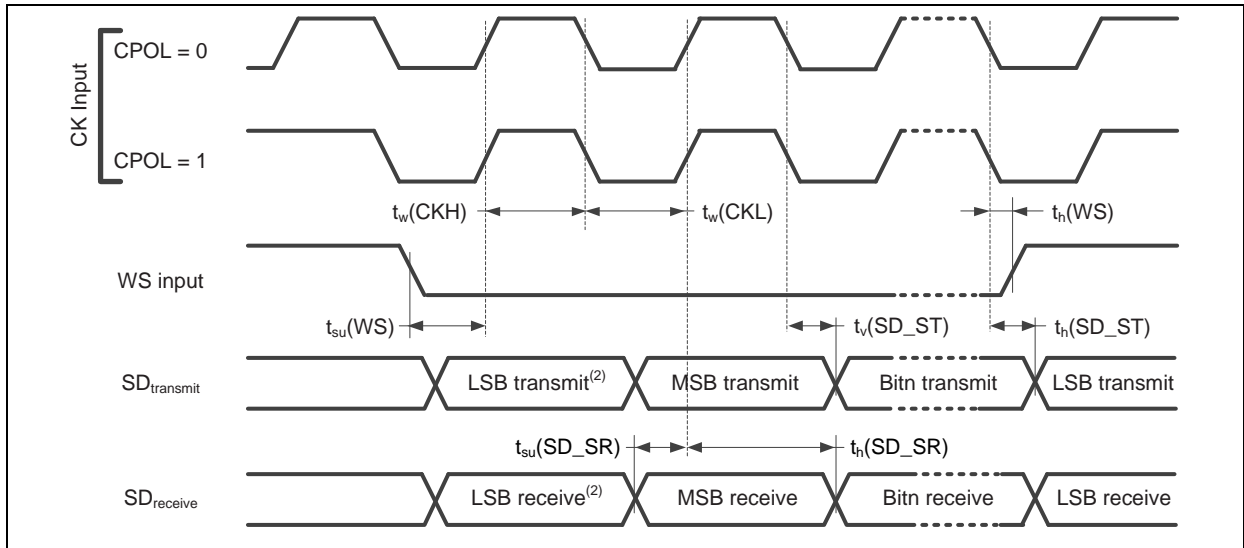 CK Input
CPOL = 0
CPOL = 1
tw(CKH)
tw(CKL)
th(WS)
WS input
tsu(WS)
tv(SD_ST)
th(SD_ST)
SDtransmit
LSB transmit(2)
MSB transmit
Bitn transmit
LSB transmit
tsu(SD_SR)
th(SD_SR)
SDreceive
LSB receive(2)
MSB receive
Bitn receive
LSB receive